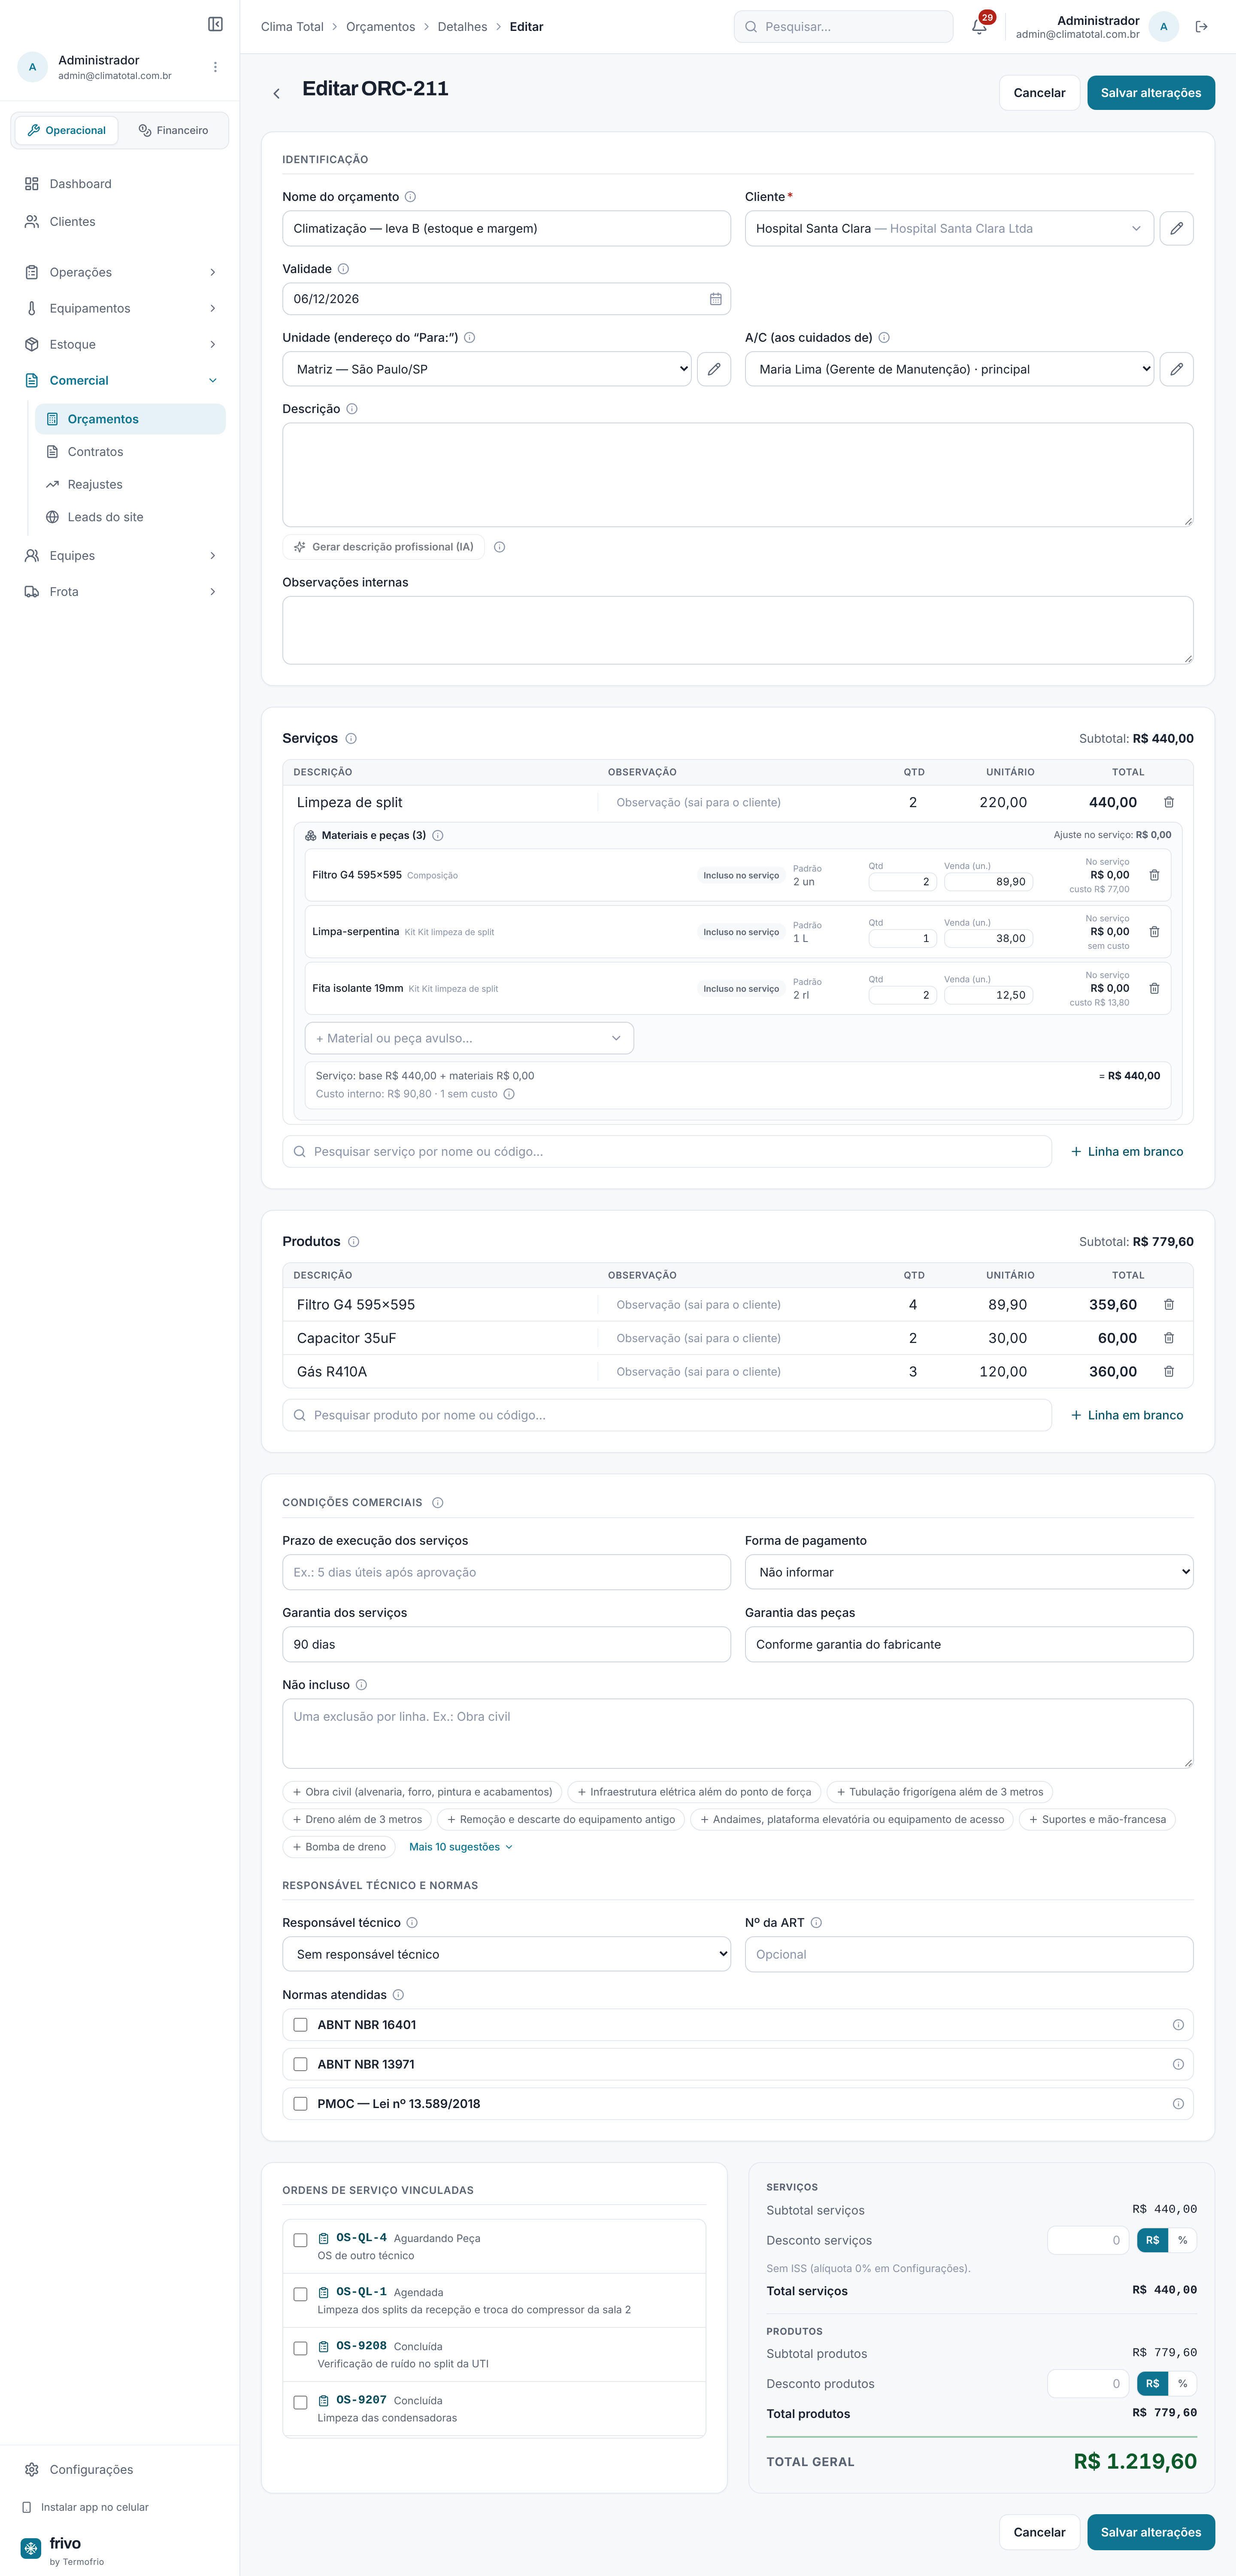 Administrador
admin@climatotal.com.br
Operacional
Financeiro
Dashboard
Clientes
Operações
Equipamentos
Estoque
Comercial
Orçamentos
Contratos
Reajustes
Leads do site
Equipes
Frota
Configurações
Instalar app no celular
frivo
by Termofrio
Clima Total > Orçamentos > Detalhes > Editar
Pesquisar...
29
Administrador
admin@climatotal.com.br
A
Editar ORC-211
Cancelar
Salvar alterações
IDENTIFICAÇÃO
Nome do orçamento
Cliente *
Climatização — leva B (estoque e margem)
Hospital Santa Clara — Hospital Santa Clara Ltda
Validade
06/12/2026
Unidade (endereço do “Para:”)
A/C (aos cuidados de)
Matriz — São Paulo/SP
Maria Lima (Gerente de Manutenção) · principal
Descrição
Gerar descrição profissional (IA)
Observações internas
Serviços
Subtotal: R$ 440,00
DESCRIÇÃO OBSERVAÇÃO QTD UNITÁRIO TOTAL
Limpeza de split Observação (sai para o cliente) 2 220,00 440,00
Materiais e peças (3)
Ajuste no serviço: R$ 0,00
Filtro G4 595×595 Composição
Incluso no serviço
Padrão
2 un
Qtd
2
Venda (un.)
89,90
No serviço
R$ 0,00
custo R$ 77,00
Limpa-serpentina Kit Kit limpeza de split
Incluso no serviço
Padrão
1 L
Qtd
1
Venda (un.)
38,00
No serviço
R$ 0,00
sem custo
Fita isolante 19mm Kit Kit limpeza de split
Incluso no serviço
Padrão
2 rl
Qtd
2
Venda (un.)
12,50
No serviço
R$ 0,00
custo R$ 13,80
+ Material ou peça avulso...
Serviço: base R$ 440,00 + materiais R$ 0,00 = R$ 440,00
Custo interno: R$ 90,80 · 1 sem custo
Pesquisar serviço por nome ou código...
+ Linha em branco
Produtos
Subtotal: R$ 779,60
DESCRIÇÃO OBSERVAÇÃO QTD UNITÁRIO TOTAL
Filtro G4 595×595 Observação (sai para o cliente) 4 89,90 359,60
Capacitor 35uF Observação (sai para o cliente) 2 30,00 60,00
Gás R410A Observação (sai para o cliente) 3 120,00 360,00
Pesquisar produto por nome ou código...
+ Linha em branco
CONDIÇÕES COMERCIAIS
Prazo de execução dos serviços
Forma de pagamento
Ex.: 5 dias úteis após aprovação
Não informar
Garantia dos serviços
Garantia das peças
90 dias
Conforme garantia do fabricante
Não incluso
Uma exclusão por linha. Ex.: Obra civil
+ Obra civil (alvenaria, forro, pintura e acabamentos)
+ Infraestrutura elétrica além do ponto de força
+ Tubulação frigorígena além de 3 metros
+ Dreno além de 3 metros
+ Remoção e descarte do equipamento antigo
+ Andaimes, plataforma elevatória ou equipamento de acesso
+ Suportes e mão-francesa
+ Bomba de dreno
Mais 10 sugestões
RESPONSÁVEL TÉCNICO E NORMAS
Responsável técnico
Nº da ART
Sem responsável técnico
Opcional
Normas atendidas
ABNT NBR 16401
ABNT NBR 13971
PMOC — Lei nº 13.589/2018
ORDENS DE SERVIÇO VINCULADAS
OS-QL-4 Aguardando Peça
OS de outro técnico
OS-QL-1 Agendada
Limpeza dos splits da recepção e troca do compressor da sala 2
OS-9208 Concluída
Verificação de ruído no split da UTI
OS-9207 Concluída
Limpeza das condensadoras
SERVIÇOS
Subtotal serviços R$ 440,00
Desconto serviços 0 R$ %
Sem ISS (alíquota 0% em Configurações).
Total serviços R$ 440,00
PRODUTOS
Subtotal produtos R$ 779,60
Desconto produtos 0 R$ %
Total produtos R$ 779,60
TOTAL GERAL R$ 1.219,60
Cancelar
Salvar alterações